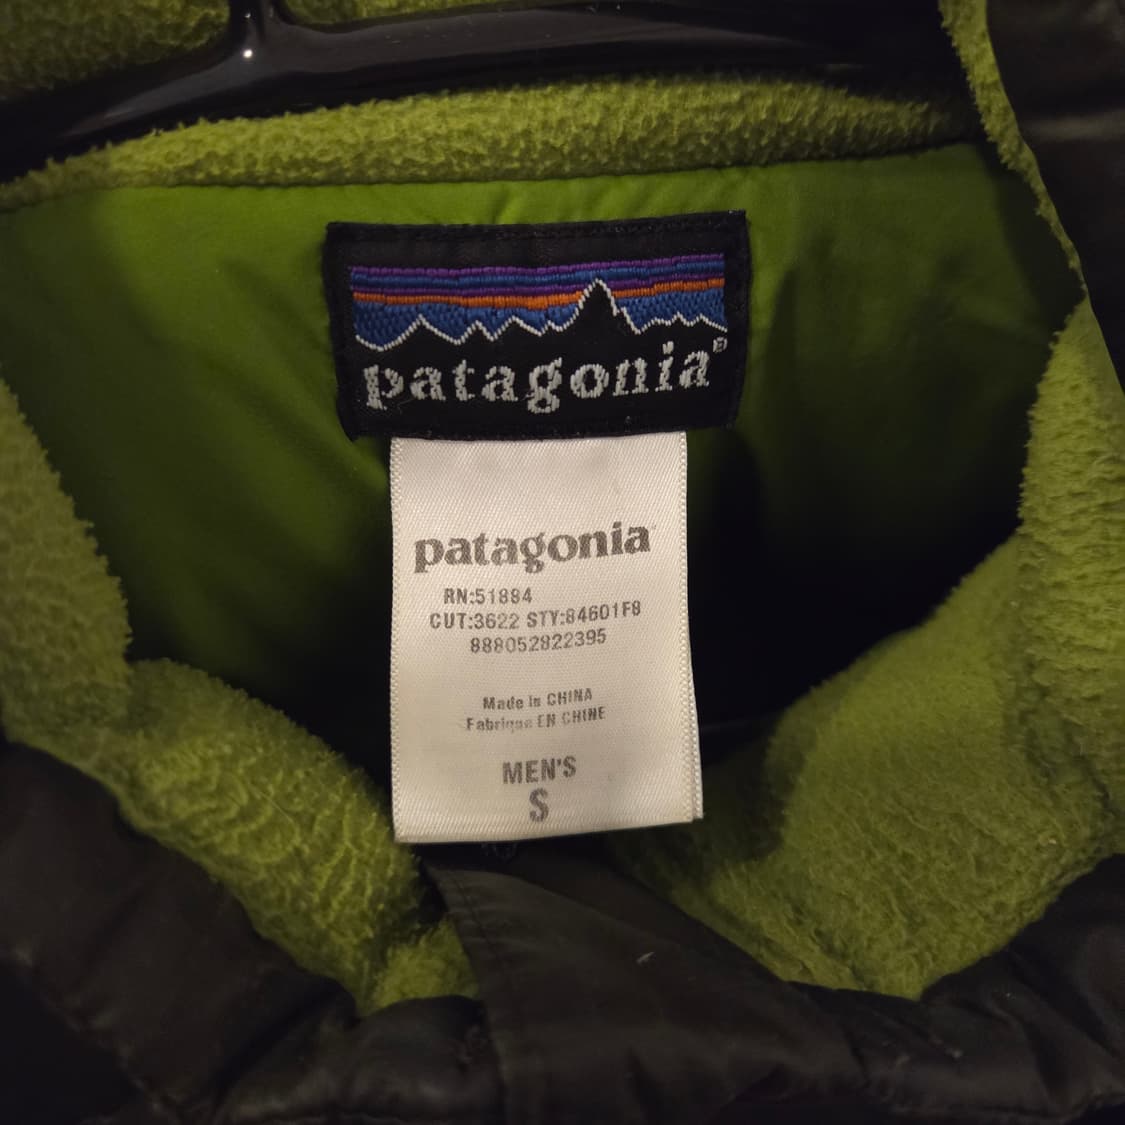 patagonia®
patagonia
RN:51884
CUT:3622 STY:84601F8
888052822395
Made in CHINA
Fabriqué EN CHINE
MEN'S
S